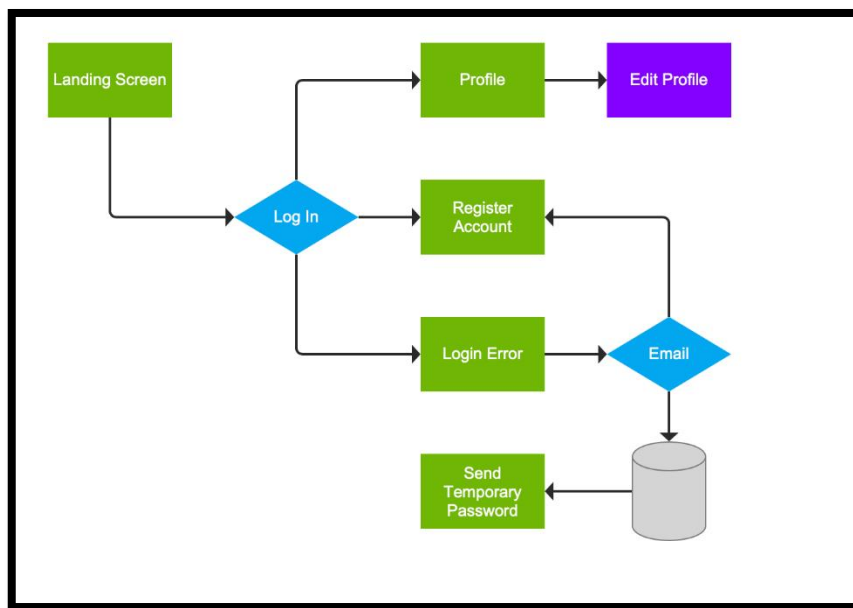 Landing Screen
Profile
Edit Profile
Log In
Register
Account
Login Error
Email
Send
Temporary
Password